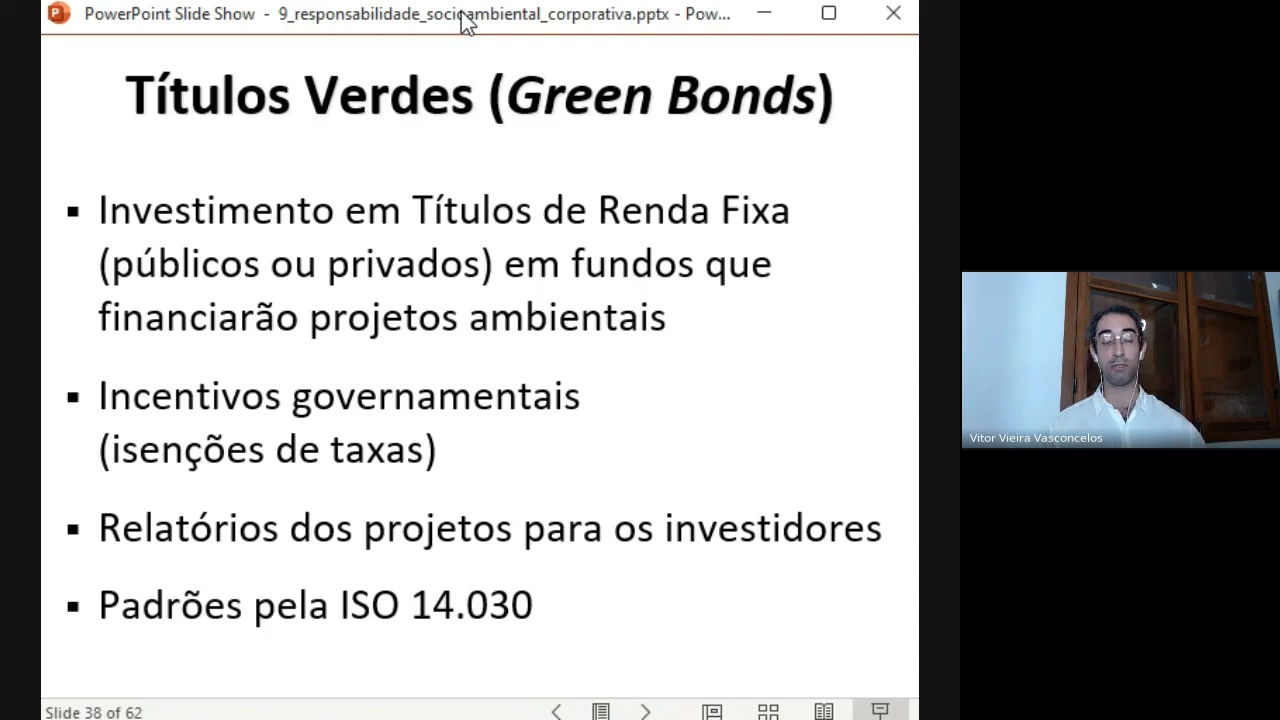 PowerPoint Slide Show - 9_responsabilidade_socioambiental_corporativa.pptx - Pow...
Títulos Verdes (Green Bonds)
▪ Investimento em Títulos de Renda Fixa
(públicos ou privados) em fundos que
financiarão projetos ambientais
▪ Incentivos governamentais
(isenções de taxas)
▪ Relatórios dos projetos para os investidores
▪ Padrões pela ISO 14.030
Vitor Vieira Vasconcelos
Slide 38 of 62